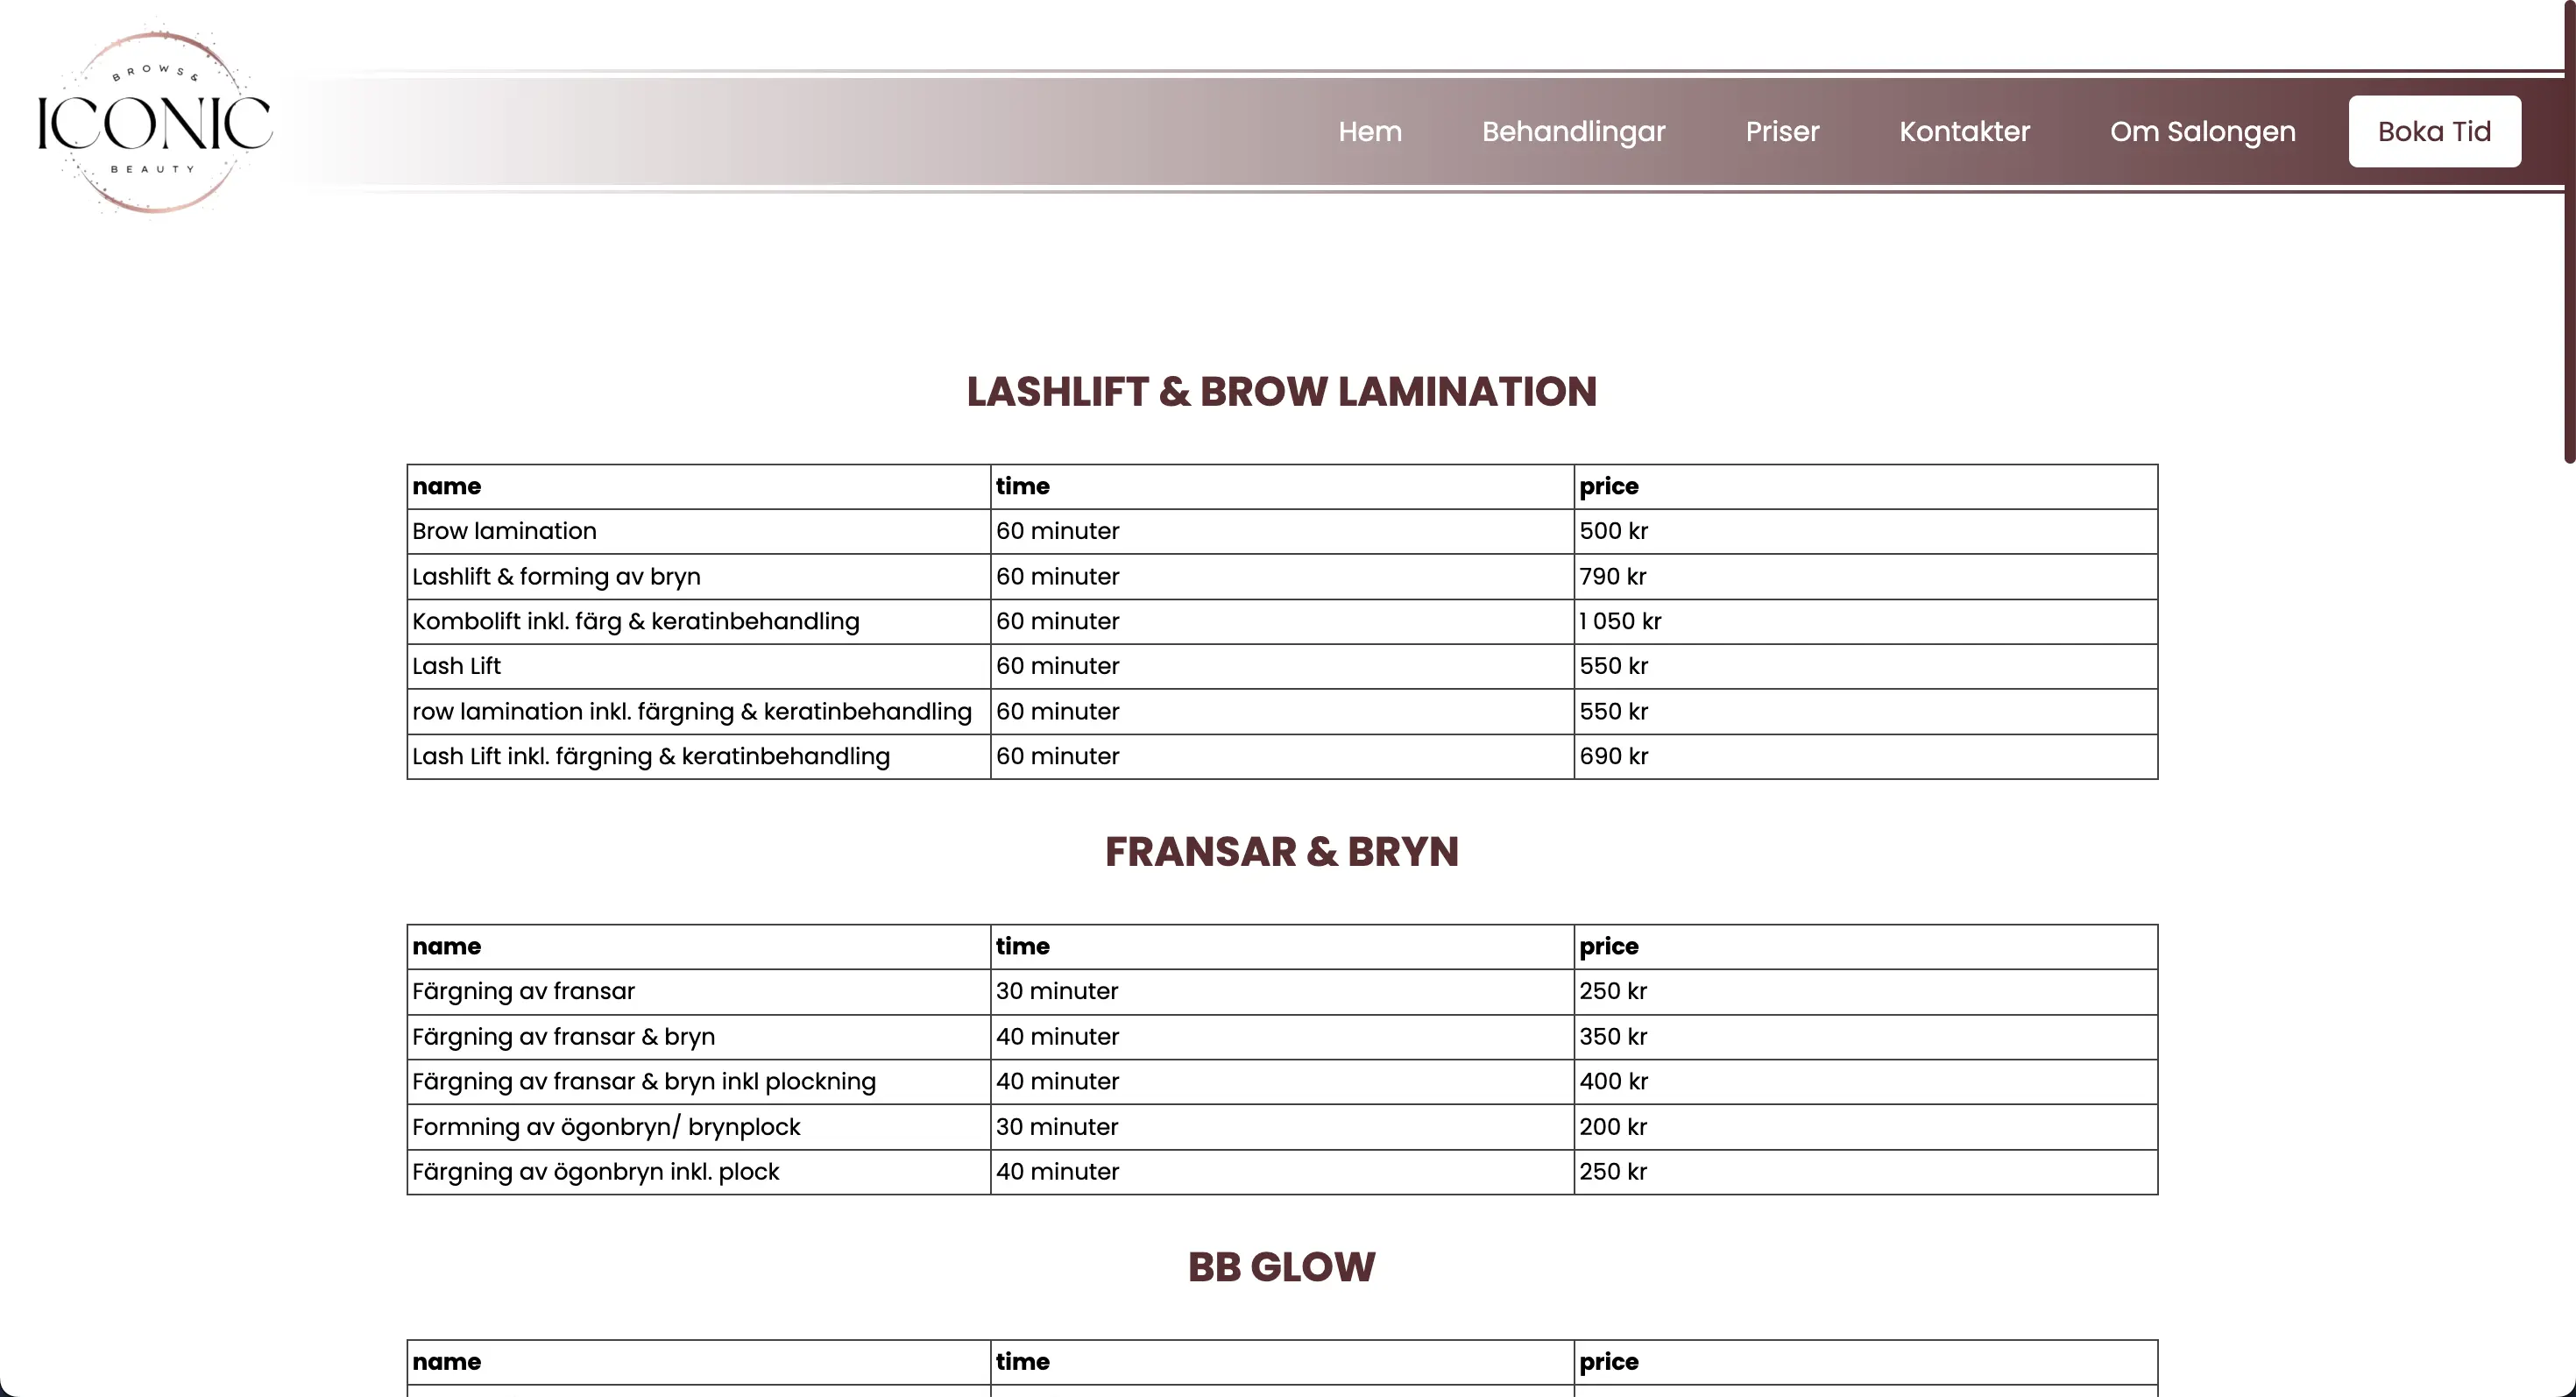 BROWS &
ICONIC
BEAUTY
Hem Behandlingar Priser Kontakter Om Salongen Boka Tid
LASHLIFT & BROW LAMINATION
name time price
Brow lamination 60 minuter 500 kr
Lashlift & forming av bryn 60 minuter 790 kr
Kombolift inkl. färg & keratinbehandling 60 minuter 1 050 kr
Lash Lift 60 minuter 550 kr
row lamination inkl. färgning & keratinbehandling 60 minuter 550 kr
Lash Lift inkl. färgning & keratinbehandling 60 minuter 690 kr
FRANSAR & BRYN
name time price
Färgning av fransar 30 minuter 250 kr
Färgning av fransar & bryn 40 minuter 350 kr
Färgning av fransar & bryn inkl plockning 40 minuter 400 kr
Formning av ögonbryn/ brynplock 30 minuter 200 kr
Färgning av ögonbryn inkl. plock 40 minuter 250 kr
BB GLOW
name time price